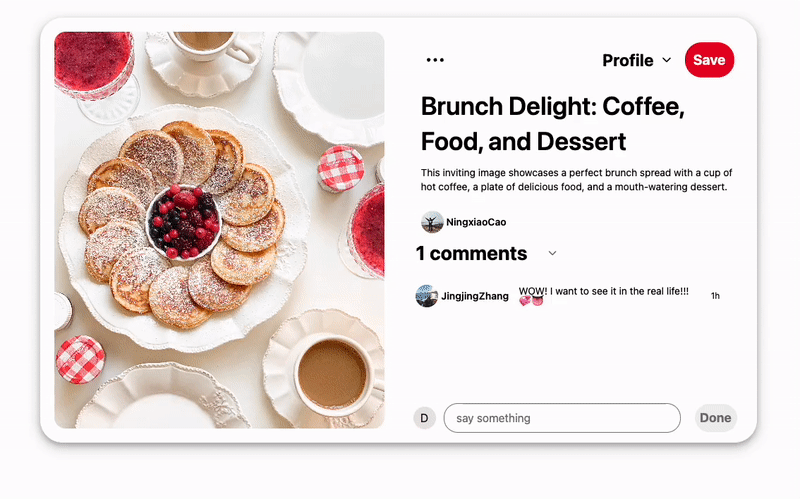 •••
Profile
Save
Brunch Delight: Coffee,
Food, and Dessert
This inviting image showcases a perfect brunch spread with a cup of
hot coffee, a plate of delicious food, and a mouth-watering dessert.
NingxiaoCao
1 comments
JingjingZhang
WOW! I want to see it in the real life!!!
💞👅
1h
D
say something
Done